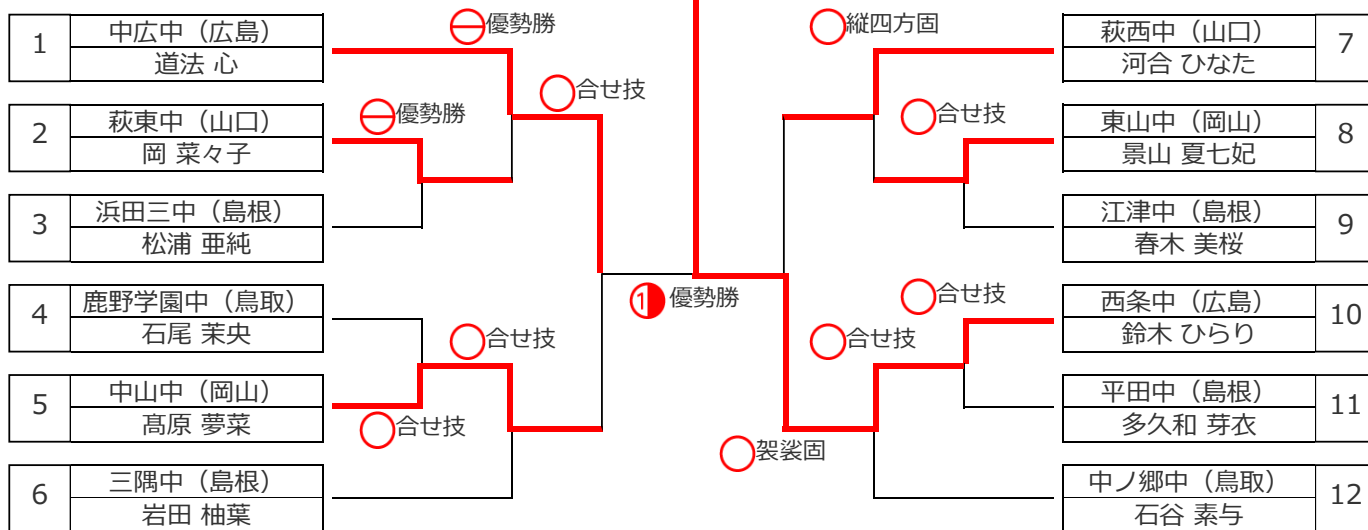 1
中広中（広島）
道法 心
2
萩東中（山口）
岡 菜々子
3
浜田三中（島根）
松浦 亜純
4
鹿野学園中（鳥取）
石尾 茉央
5
中山中（岡山）
髙原 夢菜
6
三隅中（島根）
岩田 柚葉
優勢勝
優勢勝
合せ技
合せ技
合せ技
1 優勢勝
縦四方固
合せ技
合せ技
合せ技
袈裟固
萩西中（山口）
河合 ひなた
7
東山中（岡山）
景山 夏七妃
8
江津中（島根）
春木 美桜
9
西条中（広島）
鈴木 ひらり
10
平田中（島根）
多久和 芽衣
11
中ノ郷中（鳥取）
石谷 素与
12